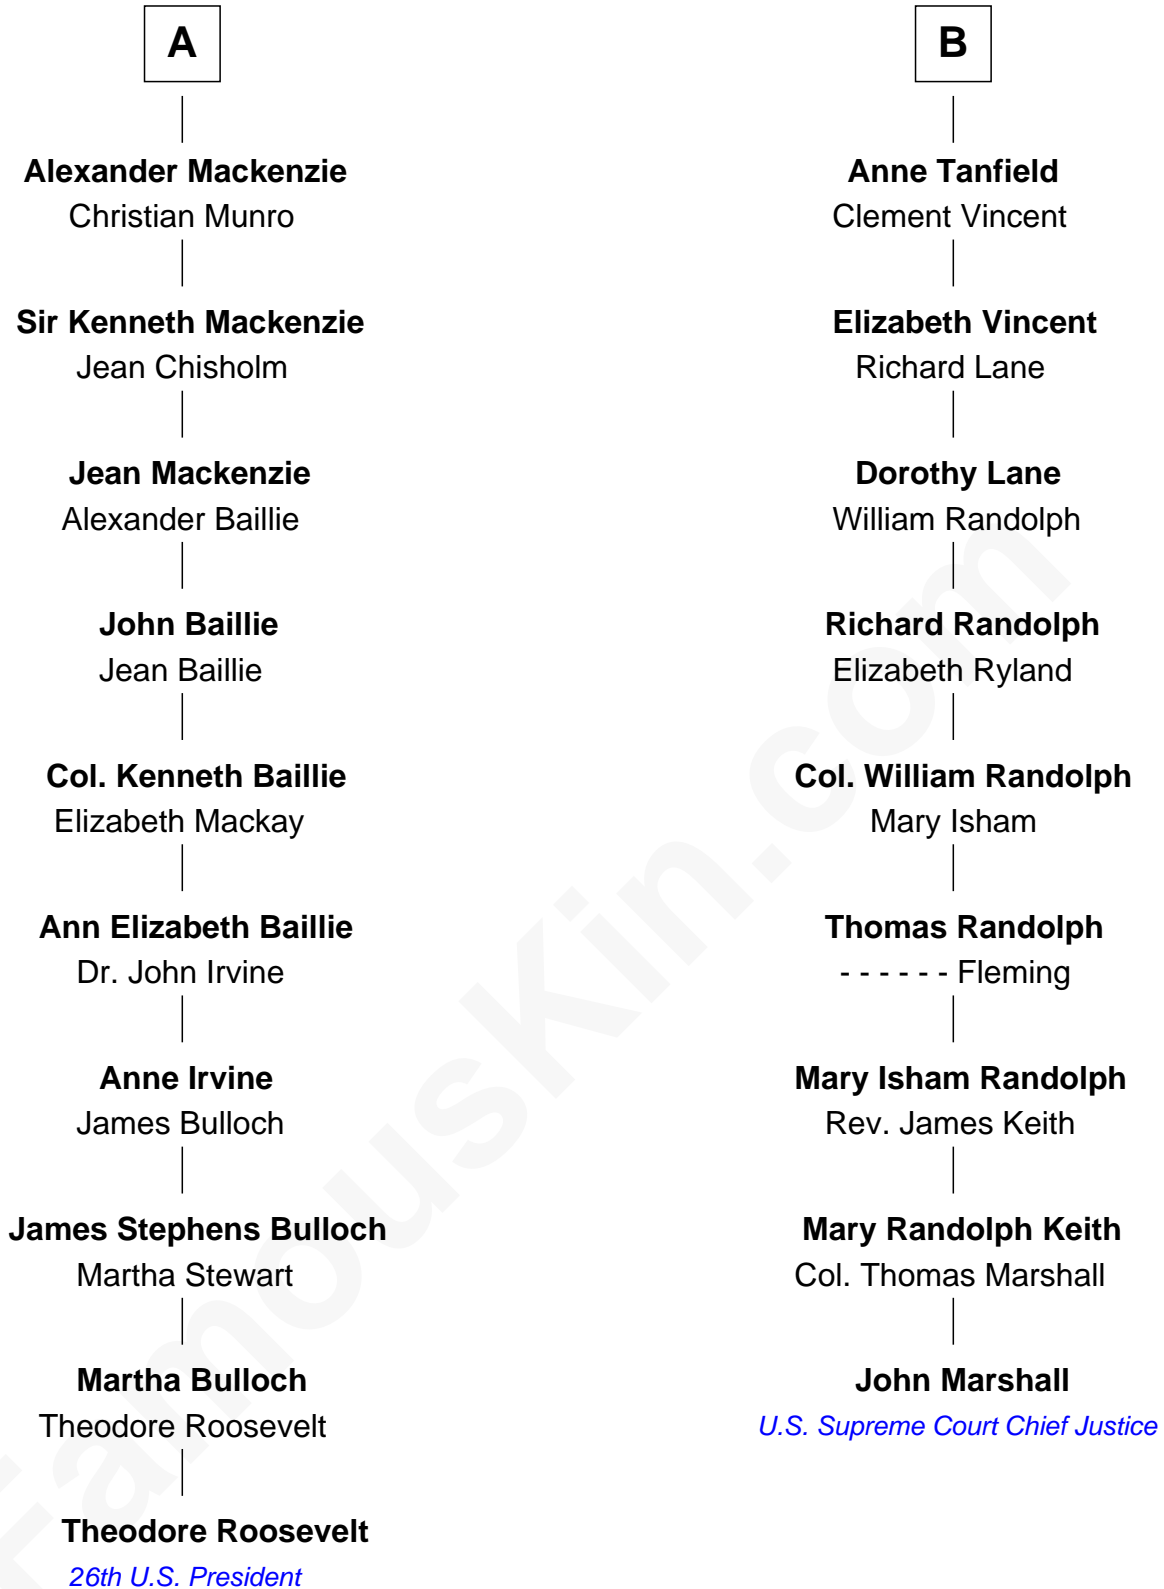 A
Alexander Mackenzie
Christian Munro
Sir Kenneth Mackenzie
Jean Chisholm
Jean Mackenzie
Alexander Baillie
John Baillie
Jean Baillie
Col. Kenneth Baillie
Elizabeth Mackay
Ann Elizabeth Baillie
Dr. John Irvine
Anne Irvine
James Bulloch
James Stephens Bulloch
Martha Stewart
Martha Bulloch
Theodore Roosevelt
Theodore Roosevelt
26th U.S. President
B
Anne Tanfield
Clement Vincent
Elizabeth Vincent
Richard Lane
Dorothy Lane
William Randolph
Richard Randolph
Elizabeth Ryland
Col. William Randolph
Mary Isham
Thomas Randolph
- - - - - - Fleming
Mary Isham Randolph
Rev. James Keith
Mary Randolph Keith
Col. Thomas Marshall
John Marshall
U.S. Supreme Court Chief Justice
FamousKin.com